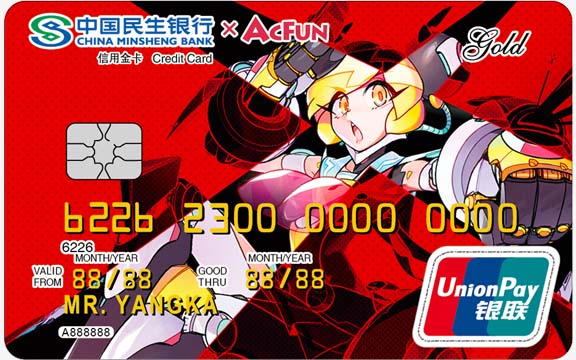 中国民生银行 × AcFun
CHINA MINSHENG BANK
信用金卡 Credit Card
Gold
6226 2300 0000 0000
6226
MONTH/YEAR MONTH/YEAR
VALID FROM 88/88 GOOD THRU 88/88
MR. YANGKA
A888888
UnionPay
银联